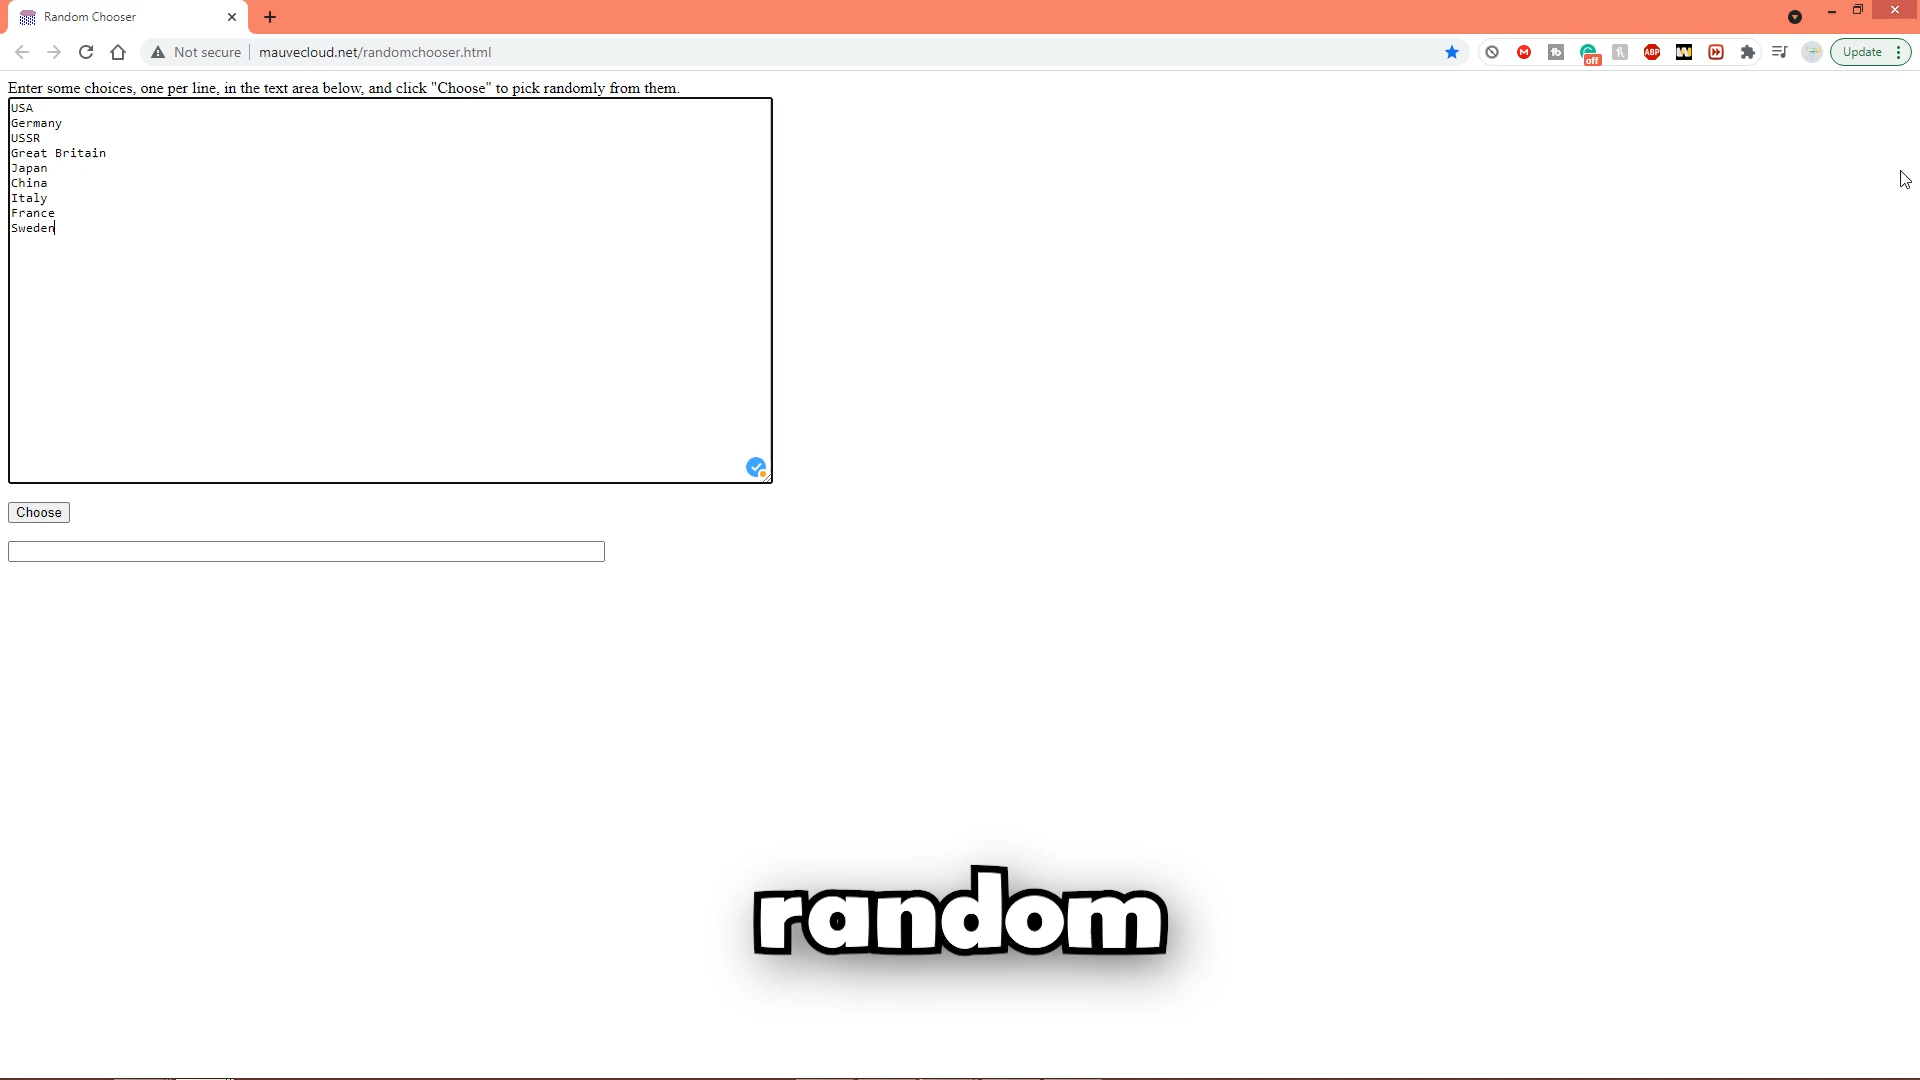 Random Chooser
Not secure
mauvecloud.net/randomchooser.html
off
ABP
Update
Enter some choices, one per line, in the text area below, and click "Choose" to pick randomly from them.
USA
Germany
USSR
Great Britain
Japan
China
Italy
France
Sweden
Choose
random